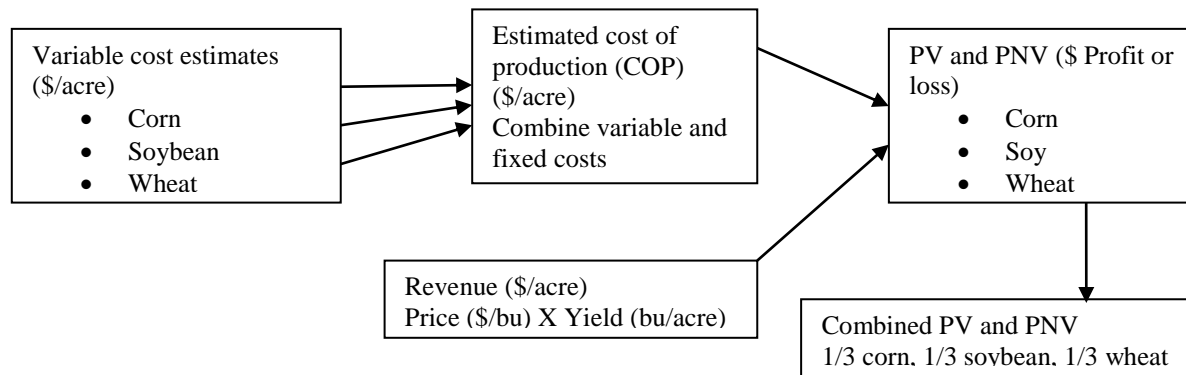 Variable cost estimates
($/acre)
• Corn
• Soybean
• Wheat
Estimated cost of
production (COP)
($/acre)
Combine variable and
fixed costs
PV and PNV ($ Profit or
loss)
• Corn
• Soy
• Wheat
Revenue ($/acre)
Price ($/bu) X Yield (bu/acre)
Combined PV and PNV
1/3 corn, 1/3 soybean, 1/3 wheat